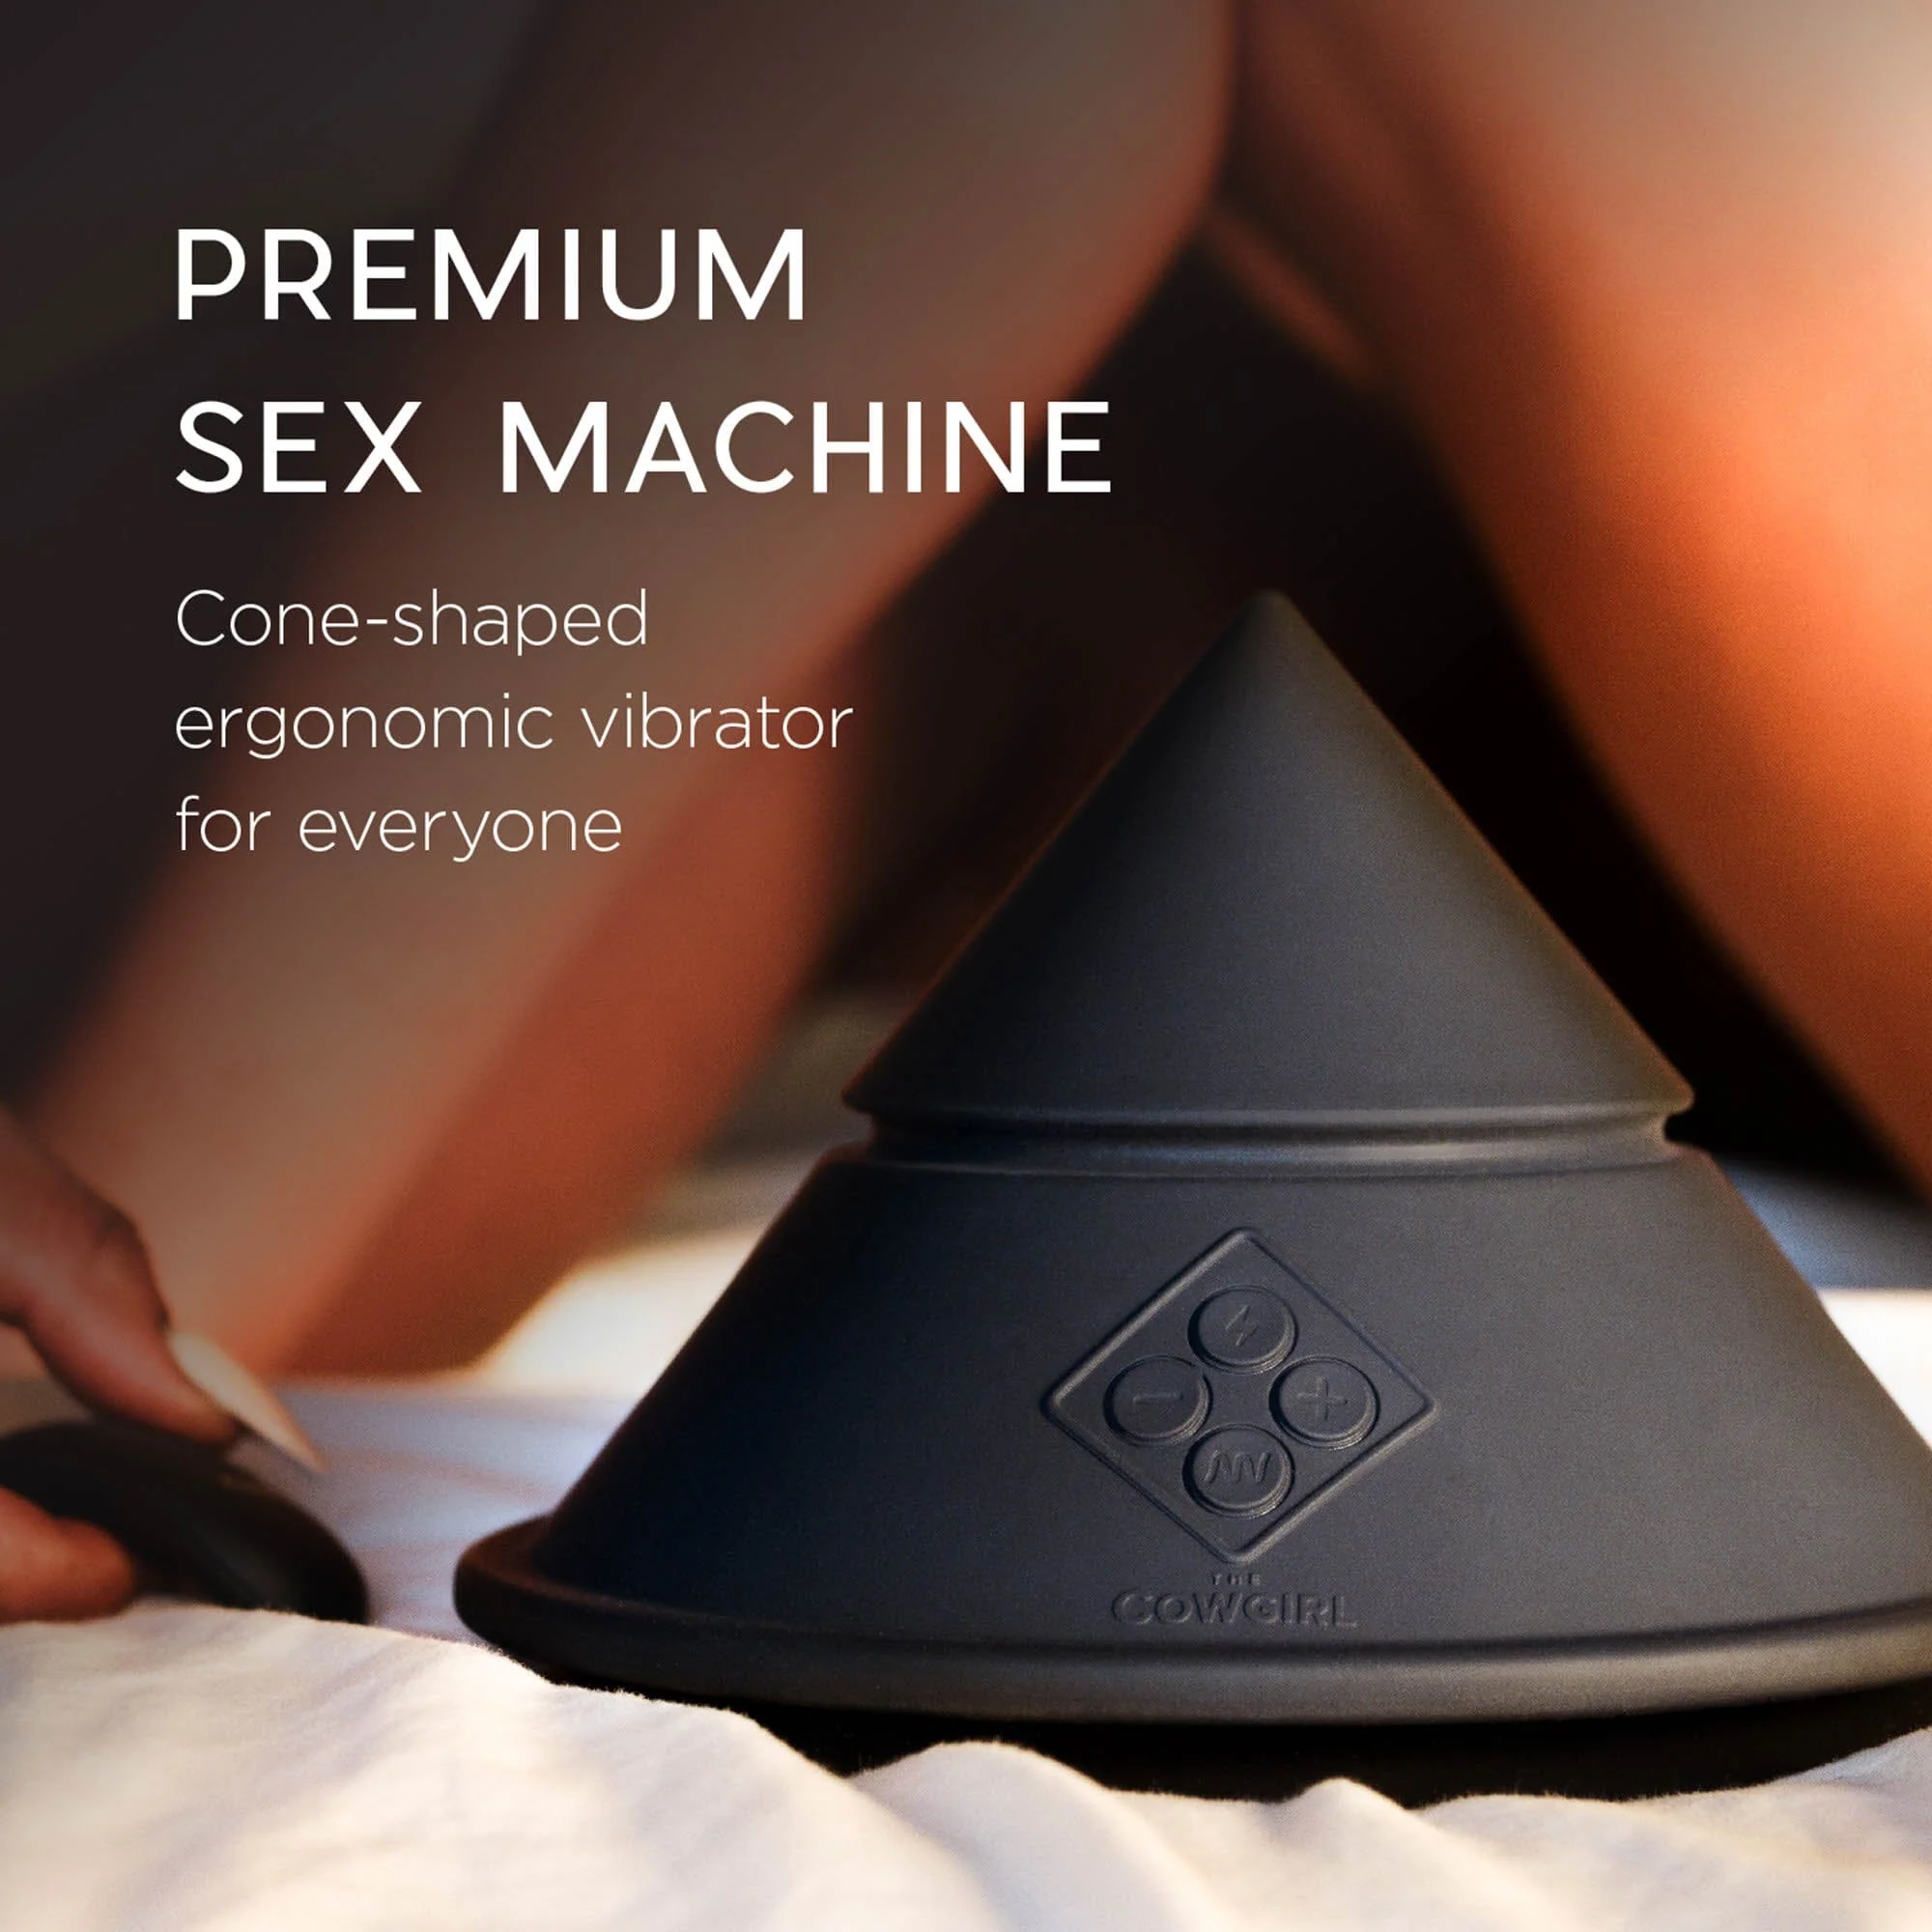 PREMIUM
SEX MACHINE
Cone-shaped
ergonomic vibrator
for everyone
THE
COWGIRL